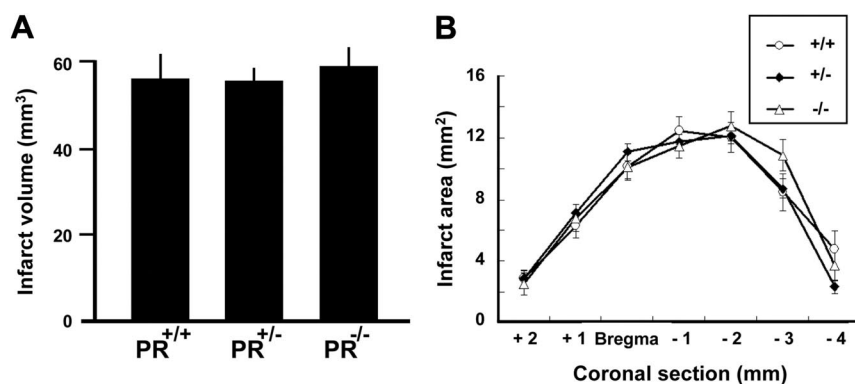 A
Infarct volume (mm³)
60
40
20
0
PR+/+ PR+/- PR-/-
B
+/+
+/-
-/-
Infarct area (mm²)
16
12
8
4
0
+ 2 + 1 Bregma - 1 - 2 - 3 - 4
Coronal section (mm)